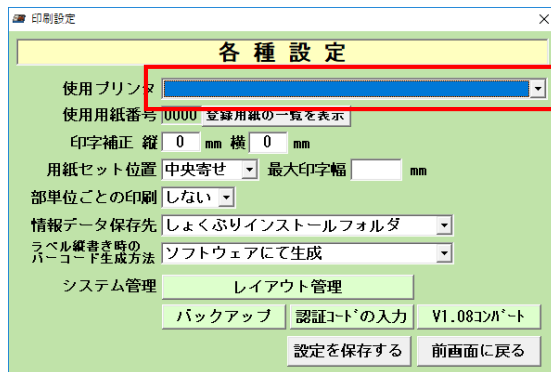 印刷設定
各種設定
使用プリンタ
使用用紙番号 0000 登録用紙の一覧を表示
印字補正 縦 0 mm 横 0 mm
用紙セット位置 中央寄せ 最大印字幅 mm
部単位ごとの印刷 しない
情報データ保存先 しょくぷりインストールフォルダ
ラベル縦書き時の
バーコード生成方法 ソフトウェアにて生成
システム管理 レイアウト管理
バックアップ 認証コードの入力 V1.08コンバート
設定を保存する 前画面に戻る